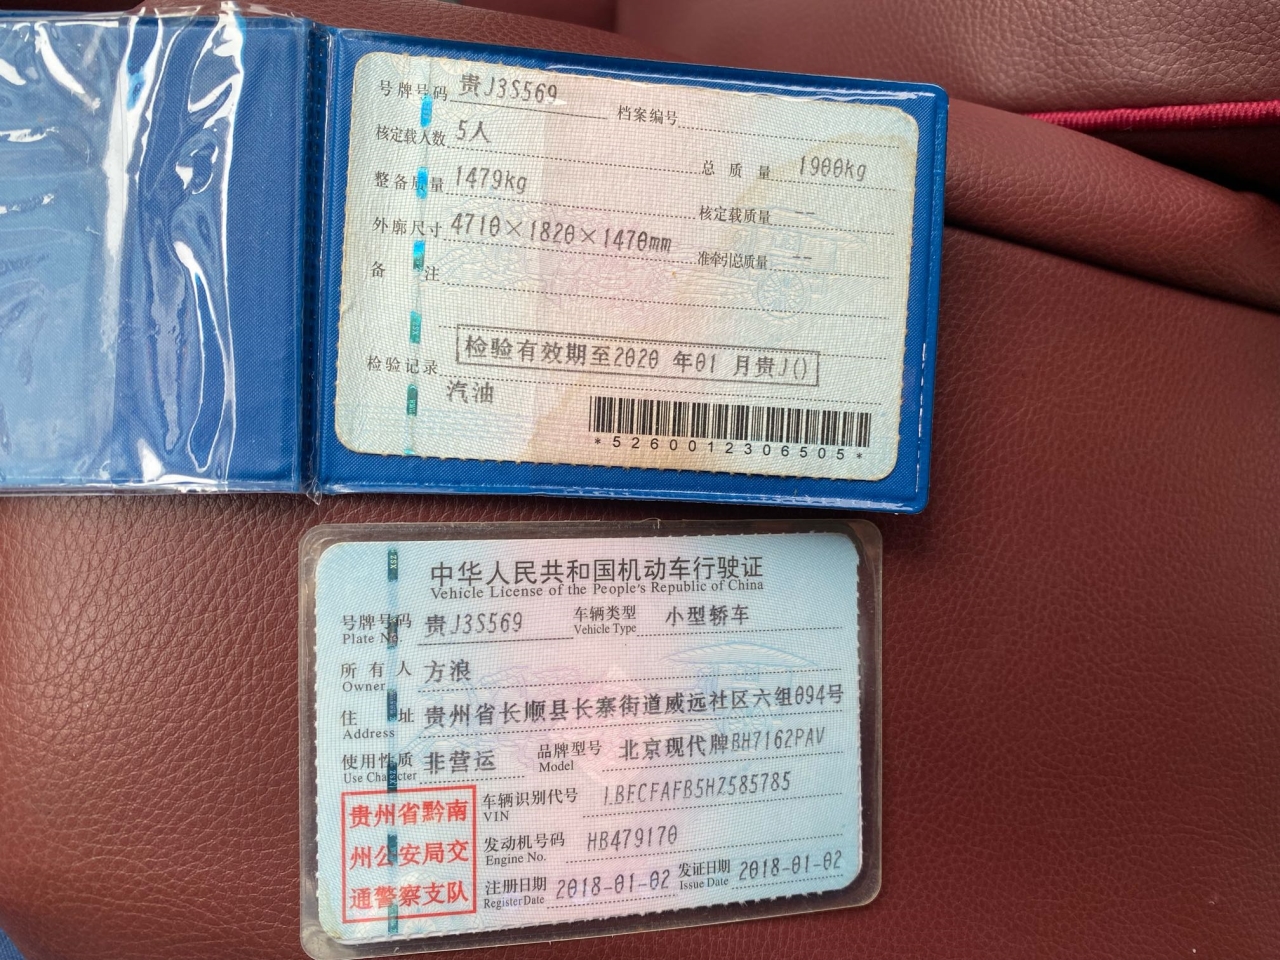 号牌号码 贵J3S569 档案编号
核定载人数 5人 总质量 1900kg
整备质量 1479kg 核定载质量 --
外廓尺寸 4710×1820×1470mm 准牵引总质量 --
备注
检验记录 检验有效期至2020 年01 月贵J()
汽油
*5260012306505*
中华人民共和国机动车行驶证
Vehicle License of the People's Republic of China
号牌号码 贵J3S569 车辆类型 小型轿车
Plate No. Vehicle Type
所有人 方浪
Owner
住址 贵州省长顺县长寨街道威远社区六组094号
Address
使用性质 非营运 品牌型号 北京现代牌BH7162PAV
Use Character Model
贵州省黔南
州公安局交
通警察支队
车辆识别代号 LBECFAFB5HZ585785
VIN
发动机号码 HB479170
Engine No.
注册日期 2018-01-02 发证日期 2018-01-02
Register Date Issue Date